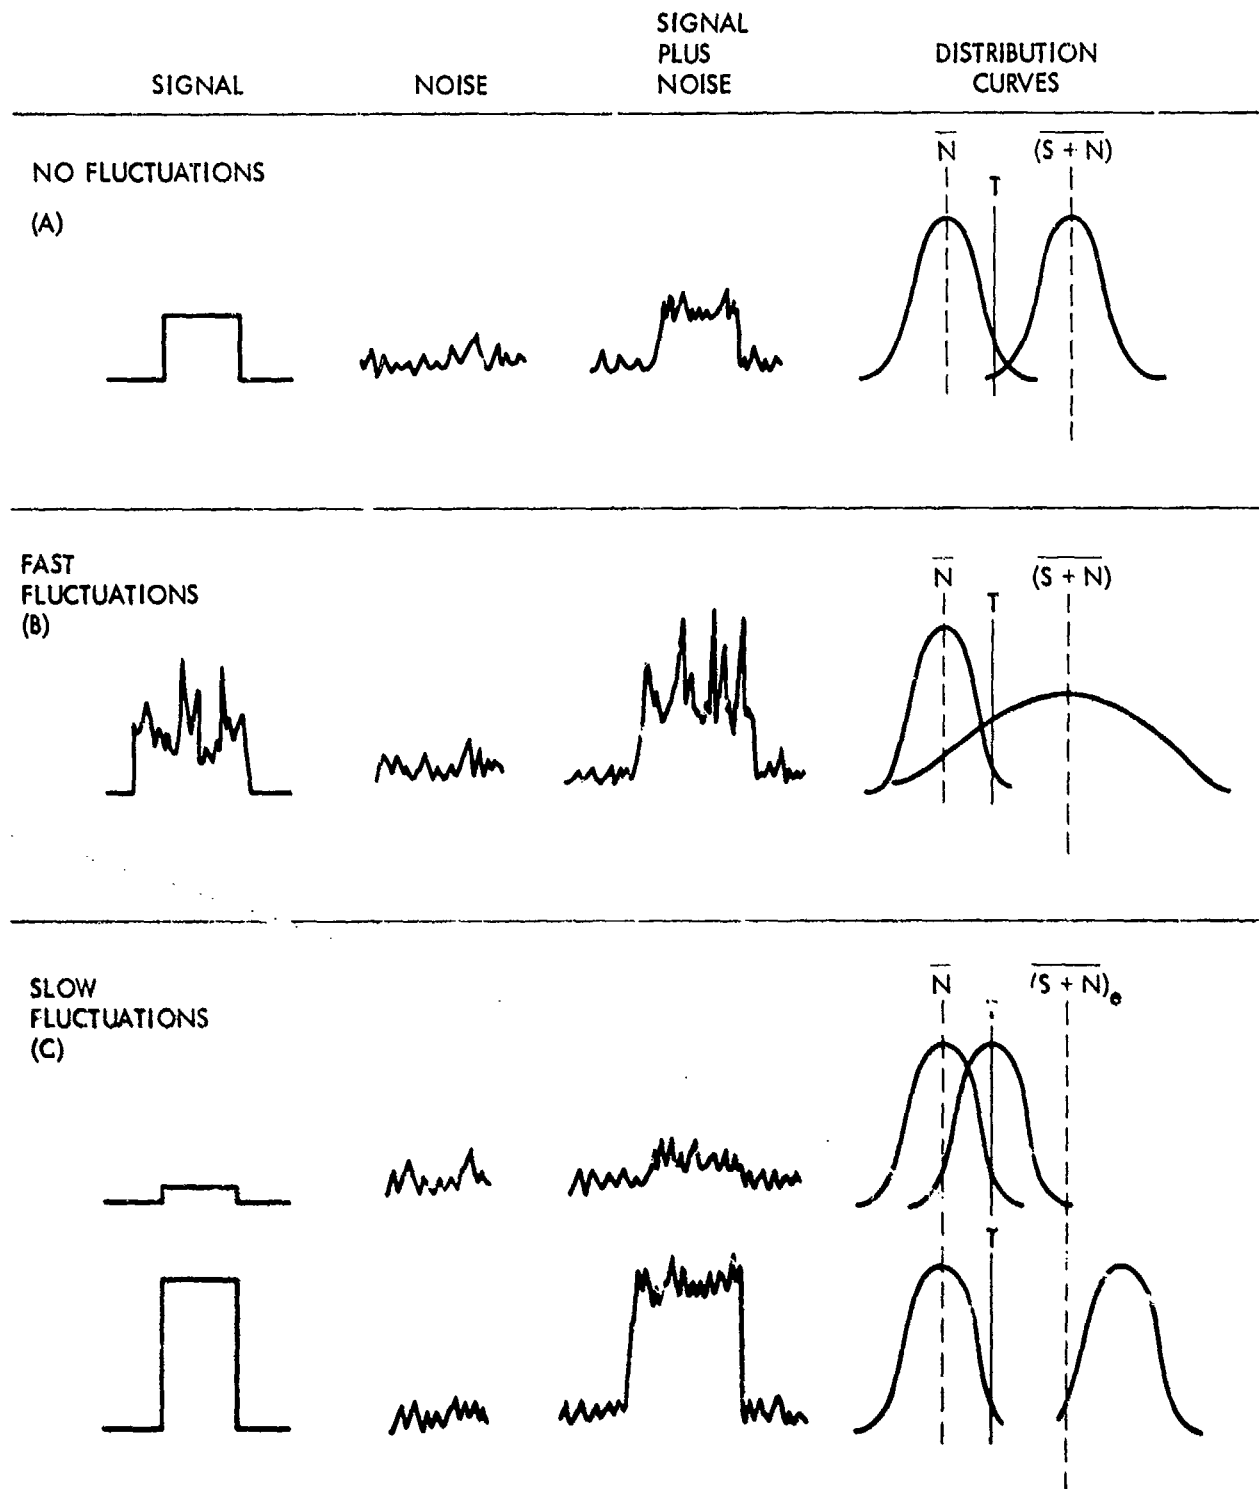 SIGNAL
NOISE
SIGNAL
PLUS
NOISE
DISTRIBUTION
CURVES
NO FLUCTUATIONS
(A)
N
(S + N)
T
FAST
FLUCTUATIONS
(B)
N
(S + N)
T
SLOW
FLUCTUATIONS
(C)
N
(S + N)e
T